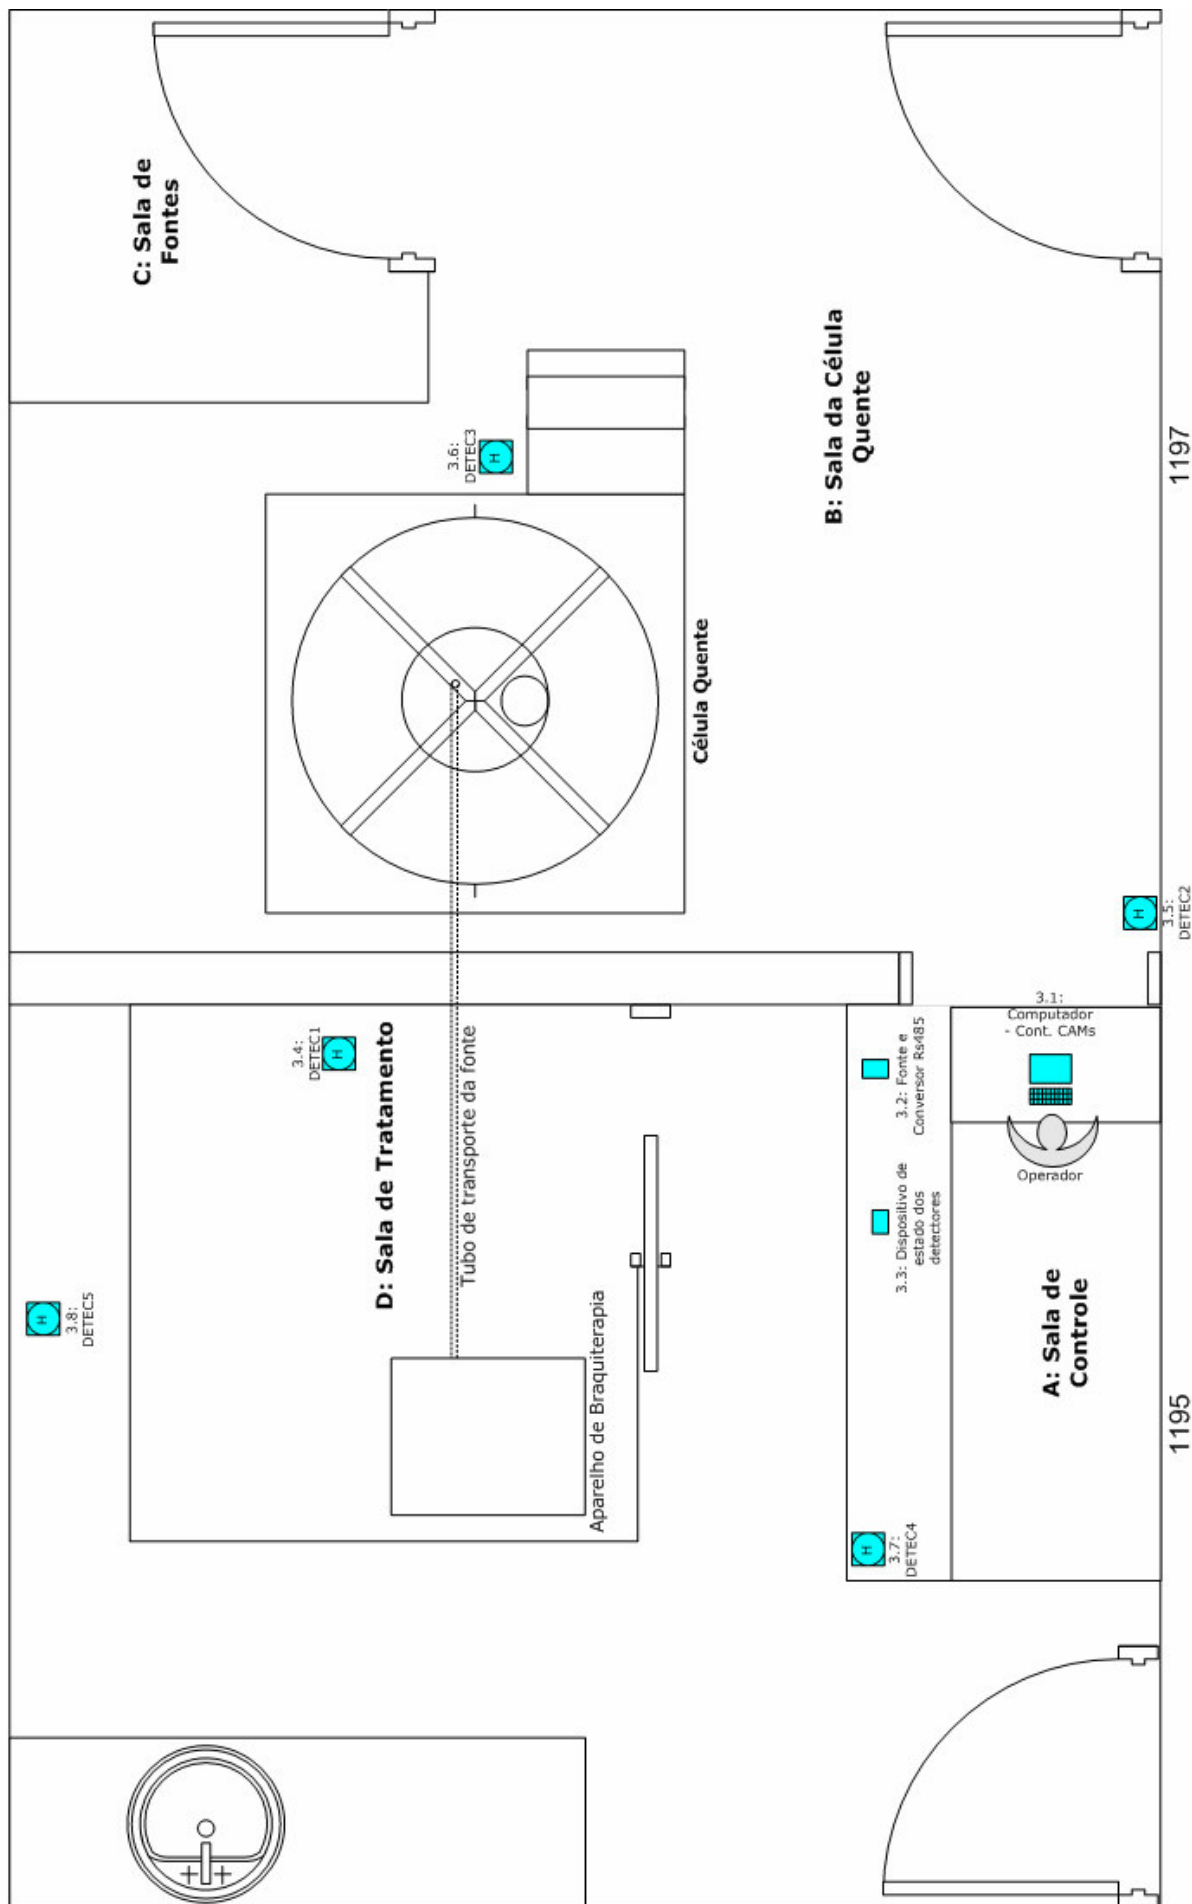 C: Sala de
Fontes
3.6:
DETEC3
H
B: Sala da Célula
Quente
1197
Célula Quente
3.5:
DETEC2
H
3.4:
DETEC1
H
D: Sala de Tratamento
Tubo de transporte da fonte
3.1:
Computador
- Cont. CAMs
3.2: Fonte e
Conversor Rs485
Operador
3.3: Dispositivo de
estado dos
detectores
3.8:
DETEC5
H
Aparelho de Braquiterapia
A: Sala de
Controle
1195
3.7:
DETEC4
H